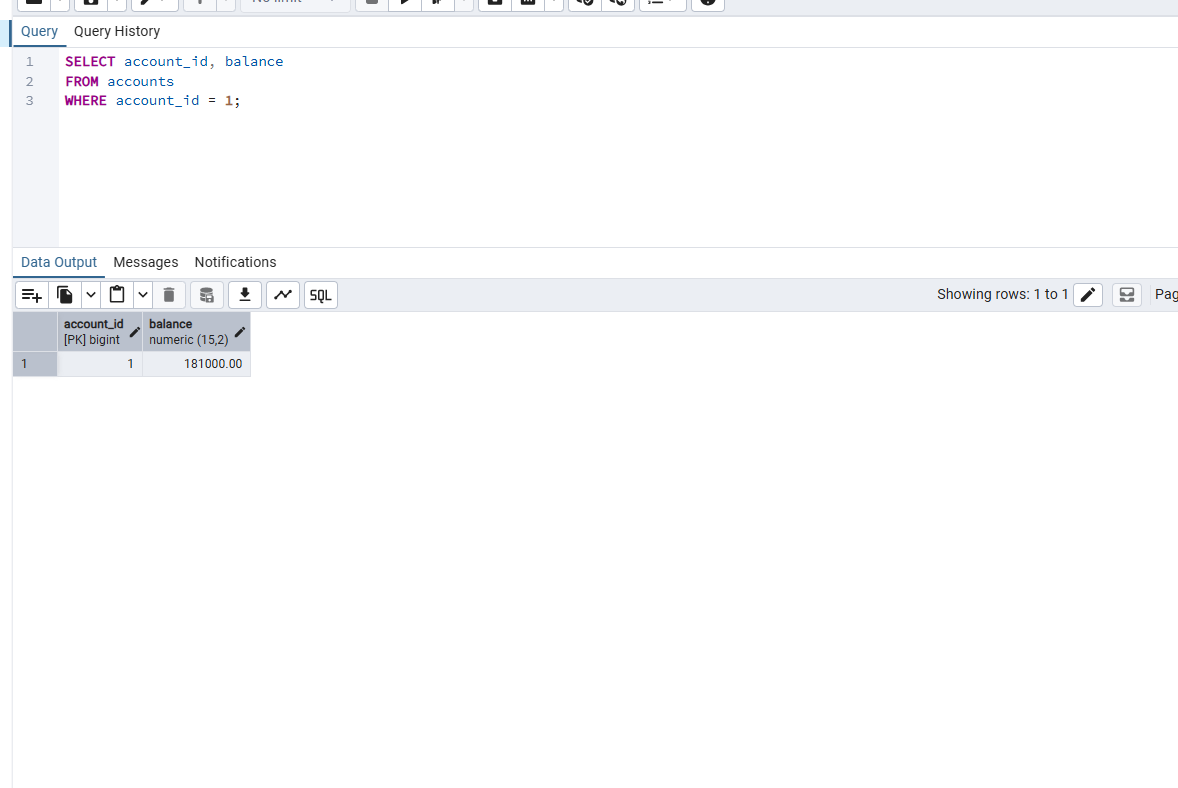 Query Query History
1 SELECT account_id, balance
2 FROM accounts
3 WHERE account_id = 1;
Data Output Messages Notifications
SQL Showing rows: 1 to 1 Pag
account_id balance
[PK] bigint numeric (15,2)
1 1 181000.00